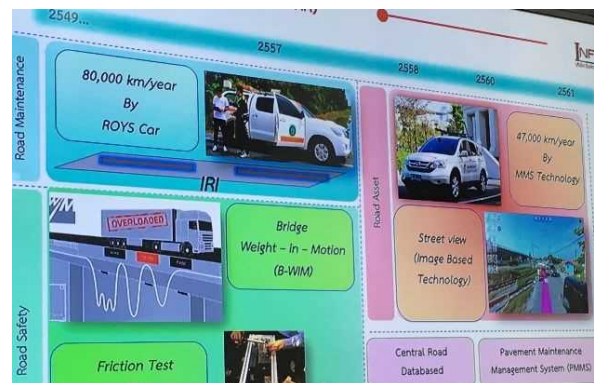 2549...
2557
2558
2560
2561
Road Maintenance
80,000 km/year
By
ROYS Car
IRI
Road Asset
47,000 km/year
By
MMS Technology
Street view
(Image Based
Technology)
Road Safety
OVERLOADED
Bridge
Weight - in - Motion
(B-WIM)
Friction Test
Central Road
Databased
Pavement Maintenance
Management System (PMMS)